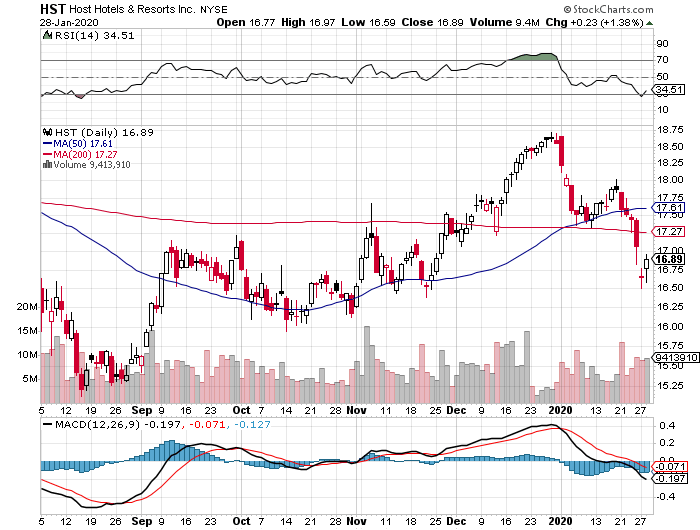 HST Host Hotels & Resorts Inc. NYSE © StockCharts.com
28-Jan-2020 Open 16.77 High 16.97 Low 16.59 Close 16.89 Volume 9.4M Chg +0.23 (+1.38%)
RSI(14) 34.51
90
70
50
34.51
30
10
HST (Daily) 16.89
MA(50) 17.61
MA(200) 17.27
Volume 9,413,910
18.75
18.50
18.25
18.00
17.75
17.61
17.50
17.27
17.00
16.89
16.75
16.50
16.25
16.00
15.75
15.50
15.25
20M
15M
10M
5M
9413910
5 12 19 26 Sep 9 16 23 Oct 7 14 21 28 Nov 11 18 25 Dec 9 16 23 2020 13 21 27
MACD(12,26,9) -0.197, -0.071, -0.127
0.4
0.2
0.0
-0.071
-0.197
-0.4
5 12 19 26 Sep 9 16 23 Oct 7 14 21 28 Nov 11 18 25 Dec 9 16 23 2020 13 21 27